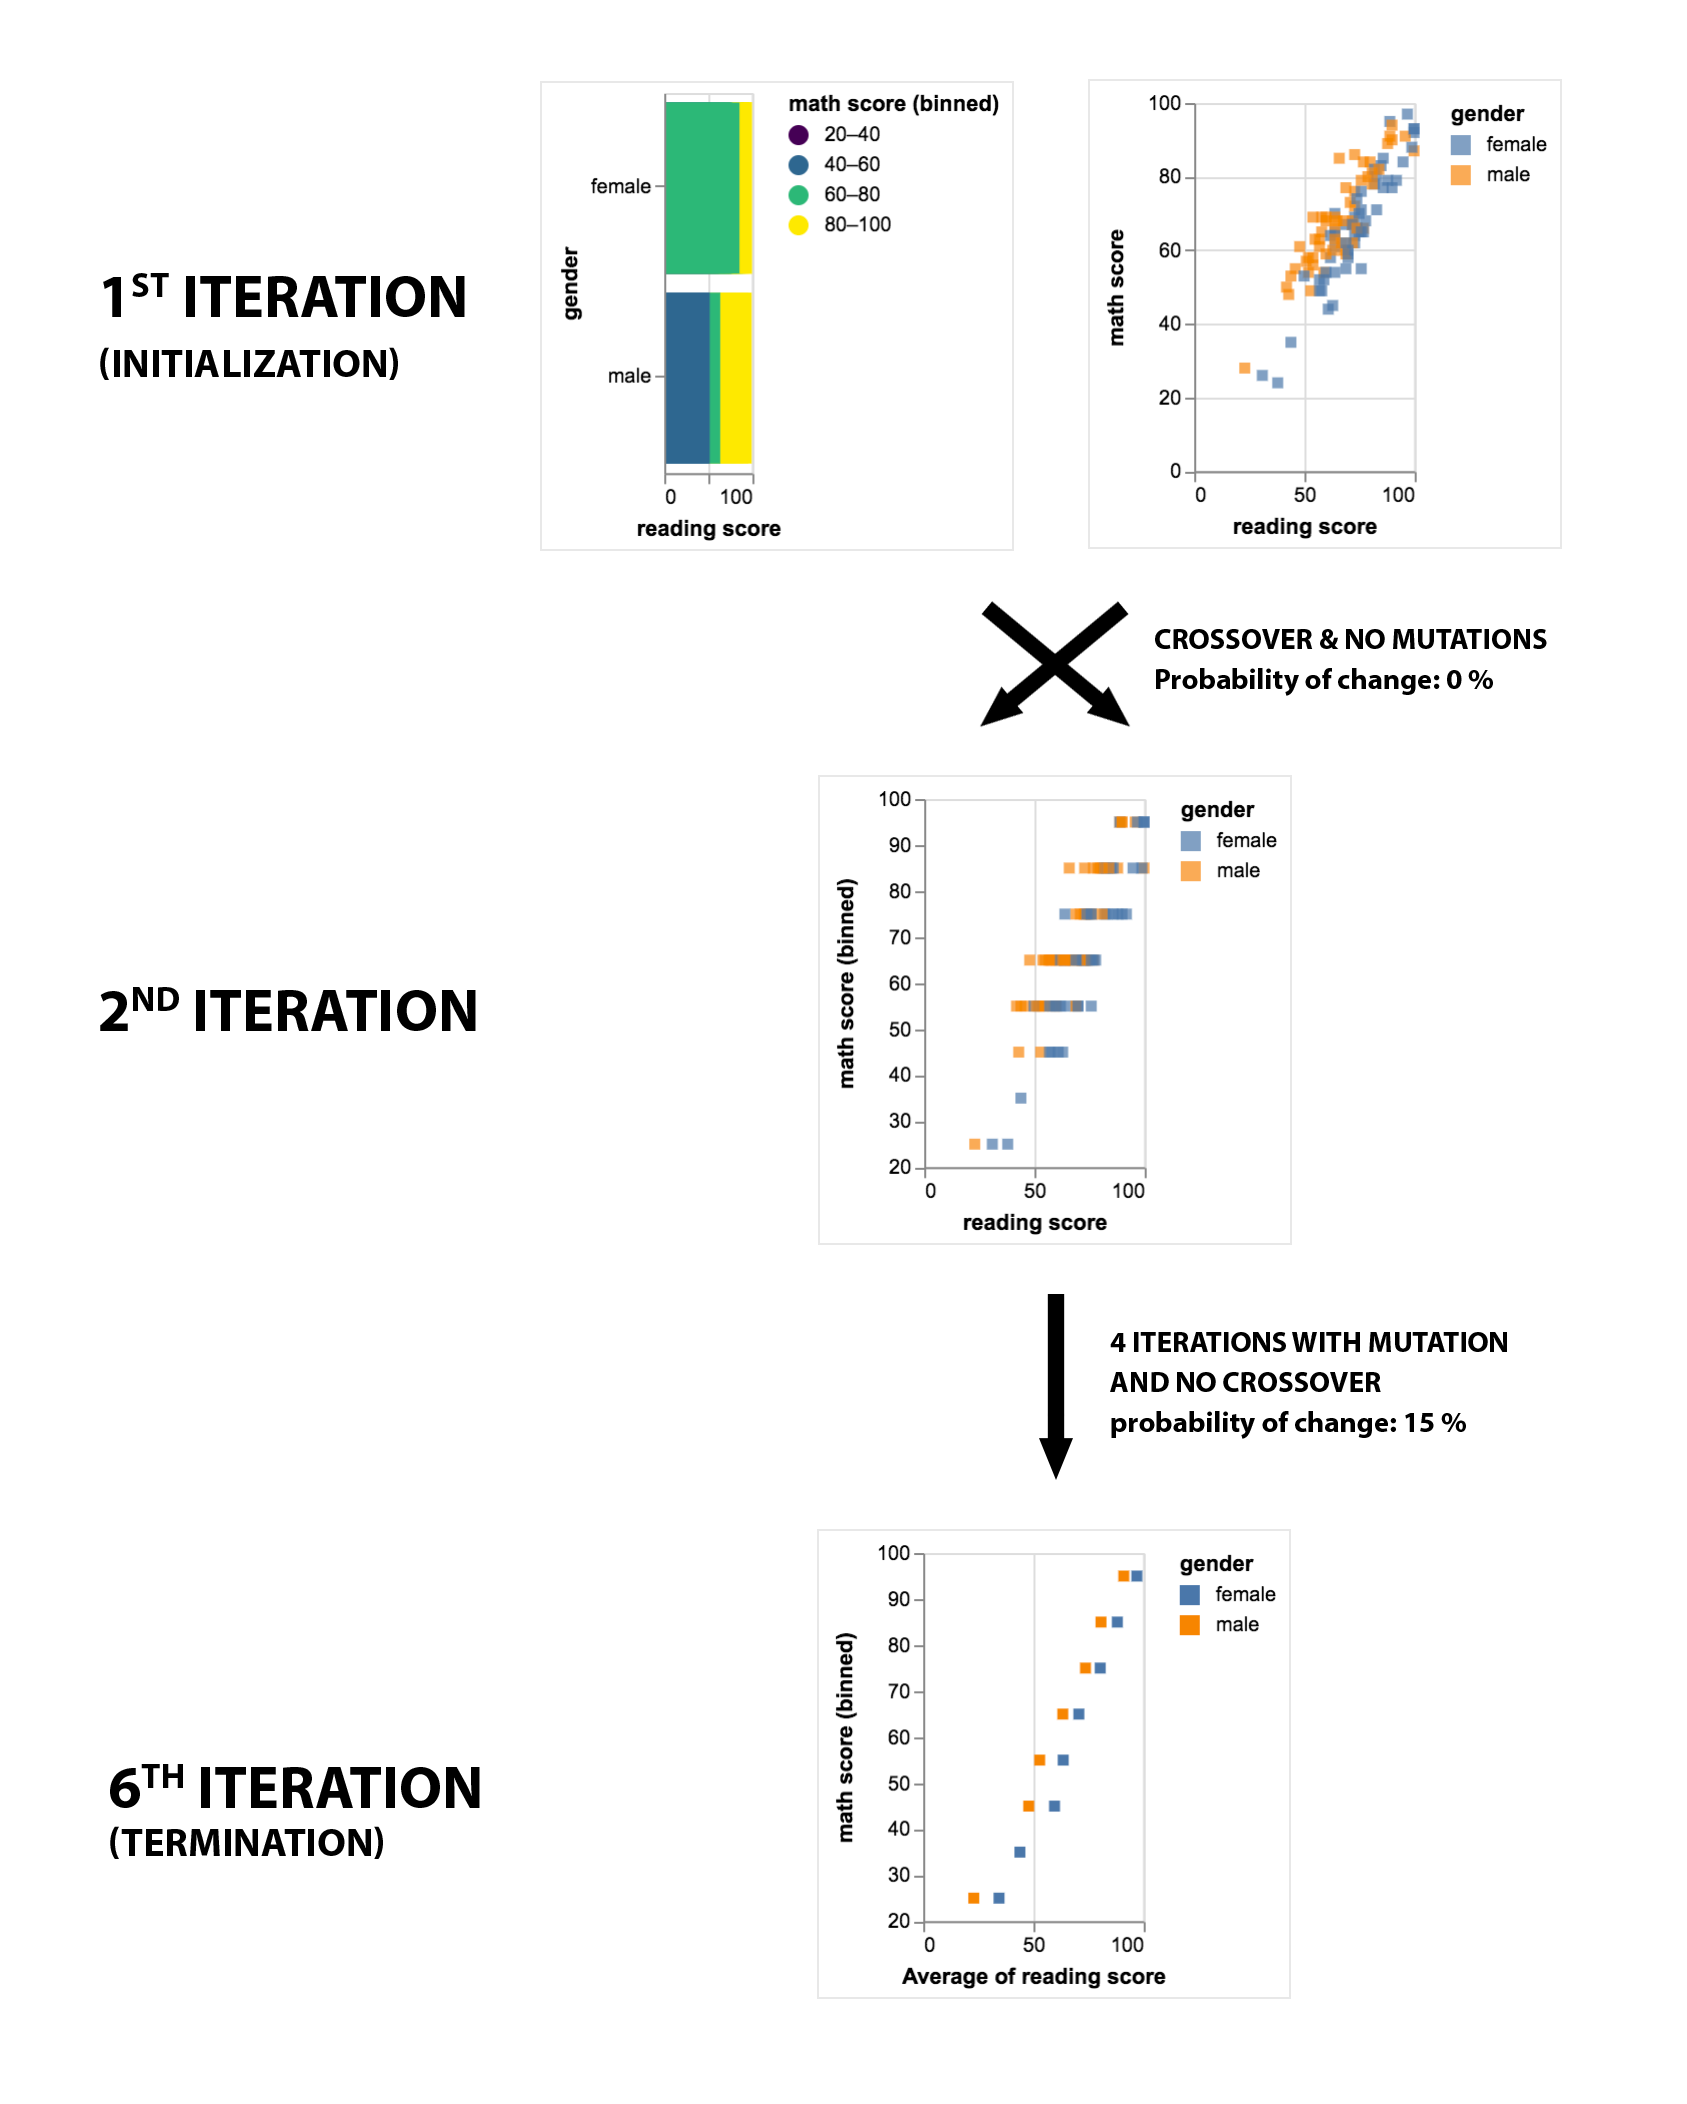 1ST ITERATION
(INITIALIZATION)
gender
female
male
0
100
reading score
math score (binned)
20–40
40–60
60–80
80–100
math score
100
80
60
40
20
0
0
50
100
reading score
gender
female
male
CROSSOVER & NO MUTATIONS
Probability of change: 0 %
2ND ITERATION
math score (binned)
100
90
80
70
60
50
40
30
20
0
50
100
reading score
gender
female
male
4 ITERATIONS WITH MUTATION
AND NO CROSSOVER
probability of change: 15 %
6TH ITERATION
(TERMINATION)
math score (binned)
100
90
80
70
60
50
40
30
20
0
50
100
Average of reading score
gender
female
male